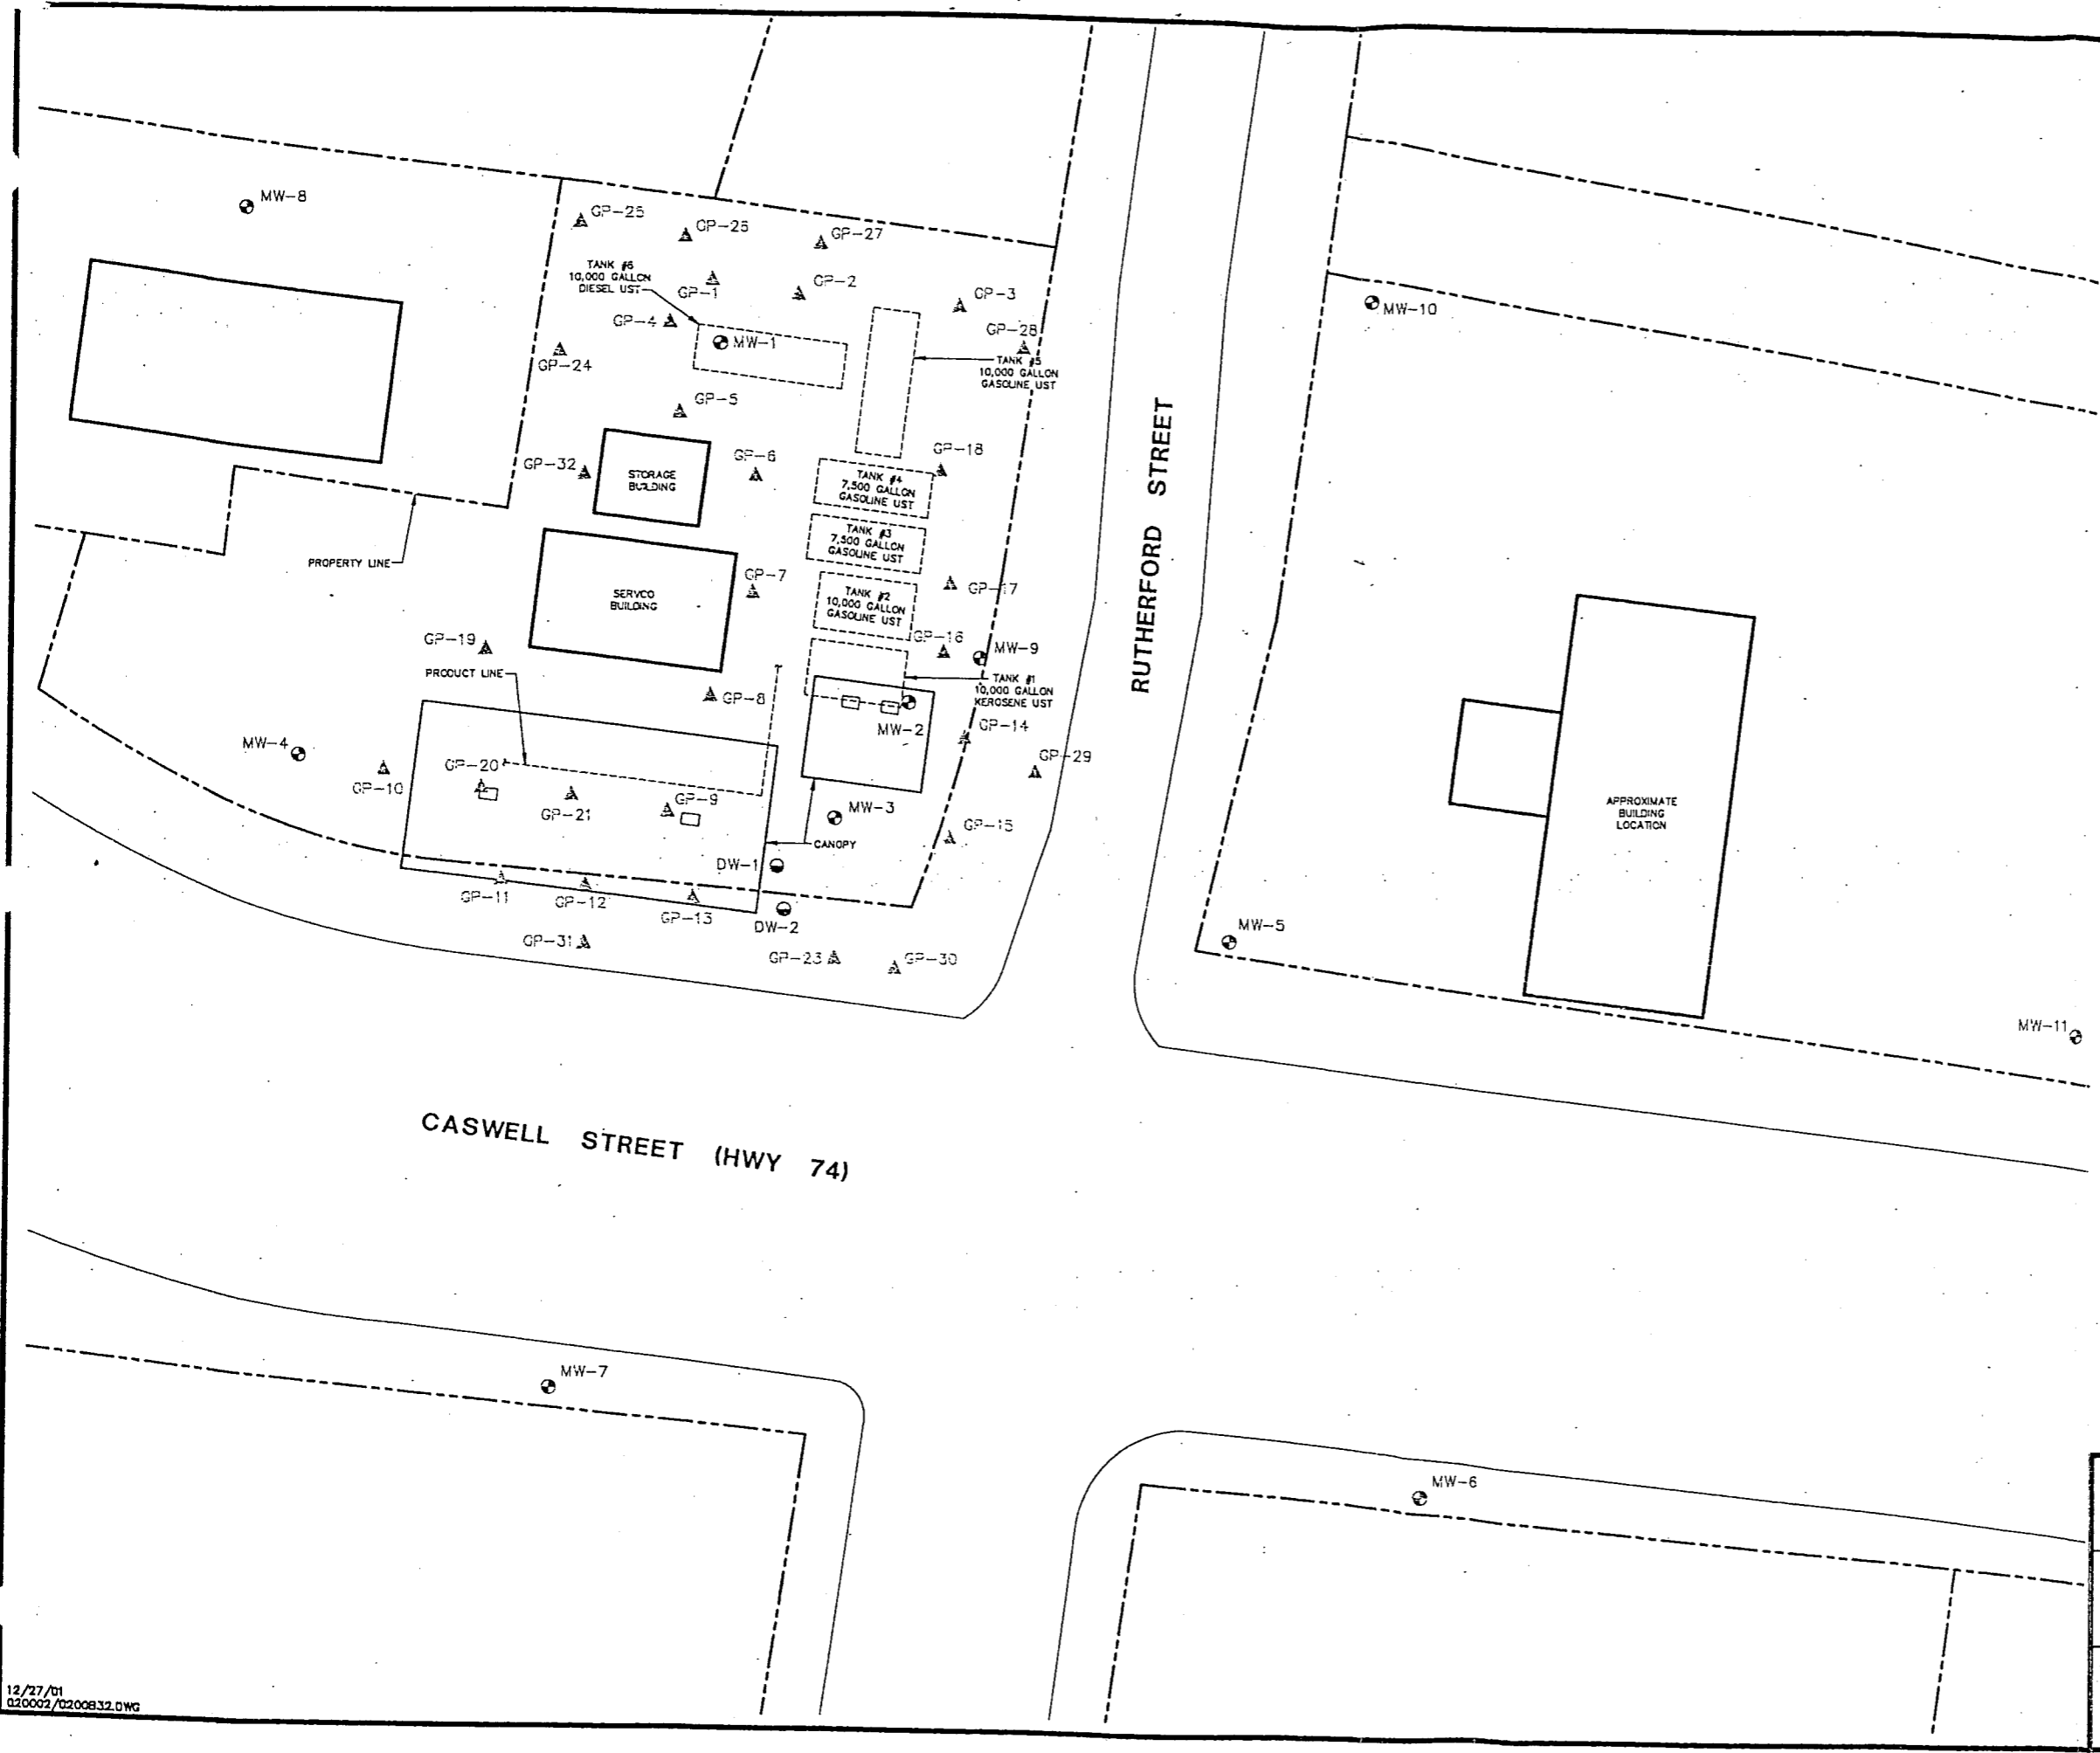 MW-8
GP-25
GP-25
GP-27
TANK #6
10,000 GALLON
DIESEL UST
GP-1
GP-2
GP-3
GP-4
MW-1
GP-28
TANK #5
10,000 GALLON
GASOLINE UST
MW-10
GP-24
GP-5
GP-32
STORAGE
BUILDING
GP-6
GP-18
TANK #4
7,500 GALLON
GASOLINE UST
TANK #3
7,500 GALLON
GASOLINE UST
PROPERTY LINE
SERVCO
BUILDING
GP-7
TANK #2
10,000 GALLON
GASOLINE UST
GP-17
RUTHERFORD STREET
GP-19
GP-16
MW-9
PRODUCT LINE
TANK #1
10,000 GALLON
KEROSENE UST
GP-8
MW-2
GP-14
MW-4
GP-10
GP-20
GP-21
GP-9
MW-3
GP-29
GP-15
CANOPY
APPROXIMATE
BUILDING
LOCATION
DW-1
GP-11
GP-12
GP-13
DW-2
GP-31
GP-23
GP-30
MW-5
MW-11
CASWELL STREET (HWY 74)
MW-7
MW-6
12/27/01
020002/0200832.DWG